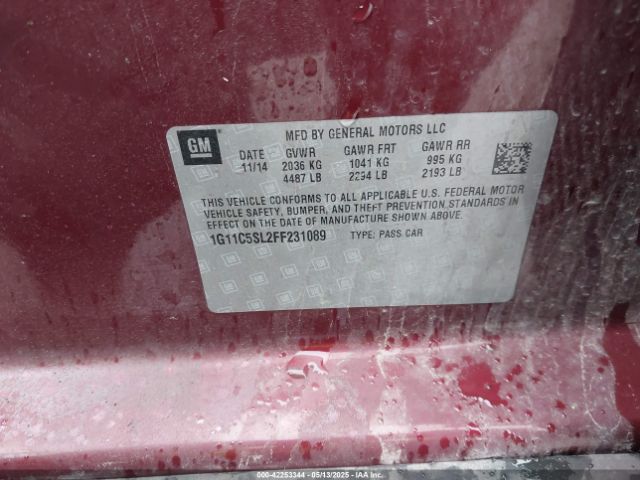 GM
MFD BY GENERAL MOTORS LLC
DATE GVWR GAWR FRT GAWR RR
11/14 2036 KG 1041 KG 995 KG
4487 LB 2294 LB 2193 LB
THIS VEHICLE CONFORMS TO ALL APPLICABLE U.S. FEDERAL MOTOR
VEHICLE SAFETY, BUMPER, AND THEFT PREVENTION STANDARDS IN
EFFECT ON THE DATE OF MANUFACTURE SHOWN ABOVE.
1G11C5SL2FF231089 TYPE: PASS CAR
000-42253344 - 05/13/2025 - IAA Inc.